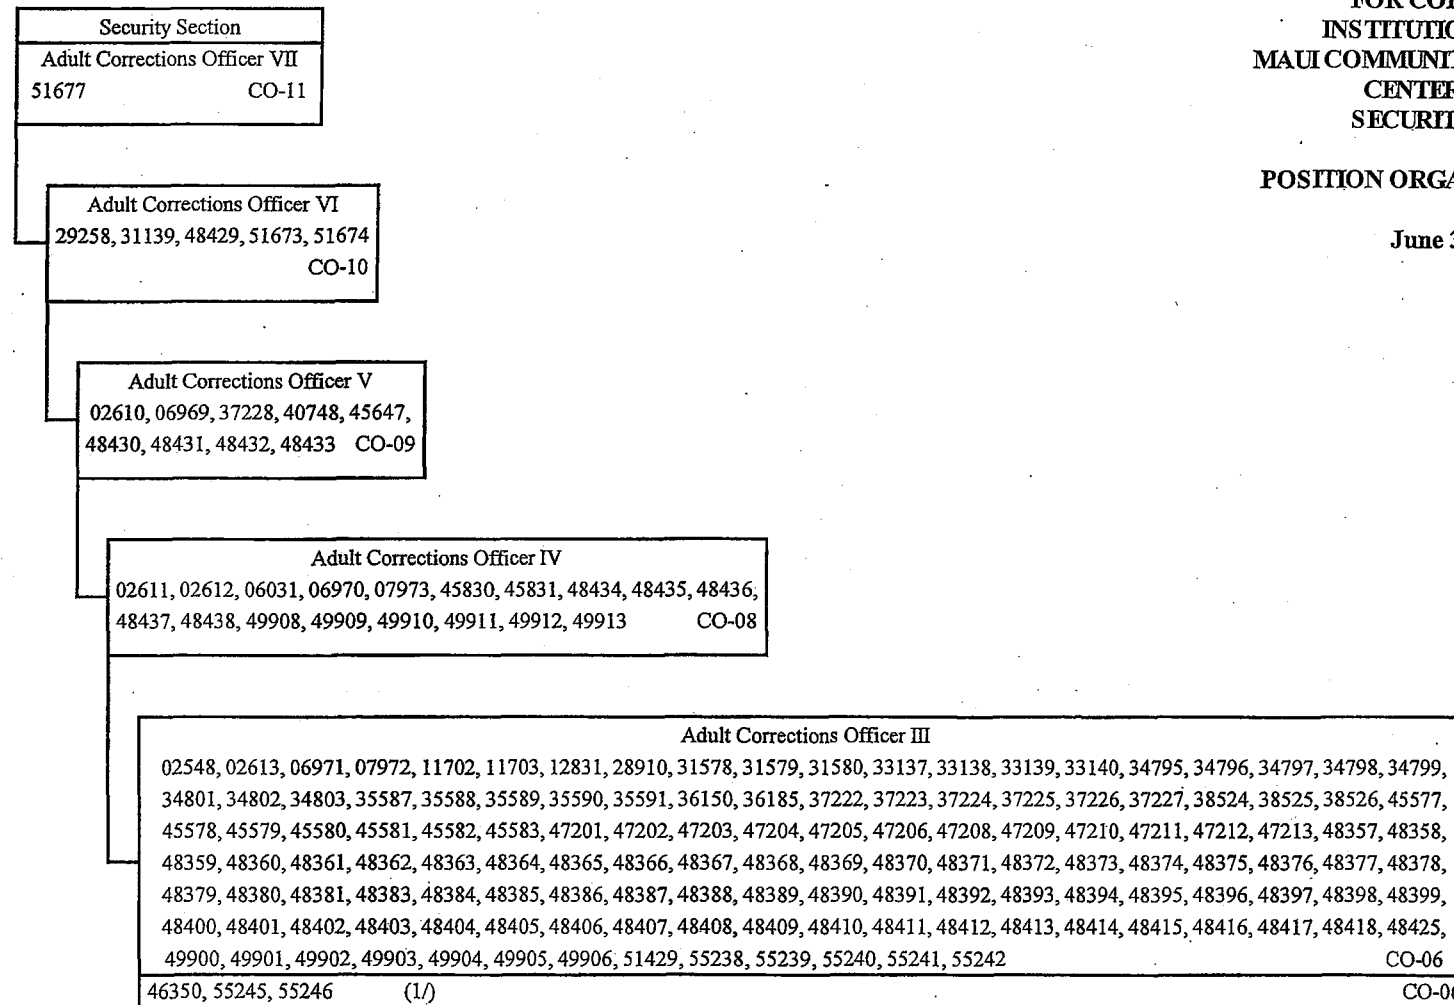 Security Section
Adult Corrections Officer VII
51677 CO-11
MAUI
CENTER
POSITION
June
Adult Corrections Officer VI
29258, 31139, 48429, 51673, 51674
CO-10
Adult Corrections Officer V
02610, 06969, 37228, 40748, 45647,
48430, 48431, 48432, 48433 CO-09
Adult Corrections Officer IV
02611, 02612, 06031, 06970, 07973, 45830, 45831, 48434, 48435, 48436,
48437, 48438, 49908, 49909, 49910, 49911, 49912, 49913 CO-08
Adult Corrections Officer III
02548, 02613, 06971, 07972, 11702, 11703, 12831, 28910, 31578, 31579, 31580, 33137, 33138, 33139, 33140, 34795, 34796, 34797, 34798, 34799,
34801, 34802, 34803, 35587, 35588, 35589, 35590, 35591, 36150, 36185, 37222, 37223, 37224, 37225, 37226, 37227, 38524, 38525, 38526, 45577,
45578, 45579, 45580, 45581, 45582, 45583, 47201, 47202, 47203, 47204, 47205, 47206, 47208, 47209, 47210, 47211, 47212, 47213, 48357, 48358,
48359, 48360, 48361, 48362, 48363, 48364, 48365, 48366, 48367, 48368, 48369, 48370, 48371, 48372, 48373, 48374, 48375, 48376, 48377, 48378,
48379, 48380, 48381, 48383, 48384, 48385, 48386, 48387, 48388, 48389, 48390, 48391, 48392, 48393, 48394, 48395, 48396, 48397, 48398, 48399,
48400, 48401, 48402, 48403, 48404, 48405, 48406, 48407, 48408, 48409, 48410, 48411, 48412, 48413, 48414, 48415, 48416, 48417, 48418, 48425,
49900, 49901, 49902, 49903, 49904, 49905, 49906, 51429, 55238, 55239, 55240, 55241, 55242 CO-06
46350, 55245, 55246 (1/)